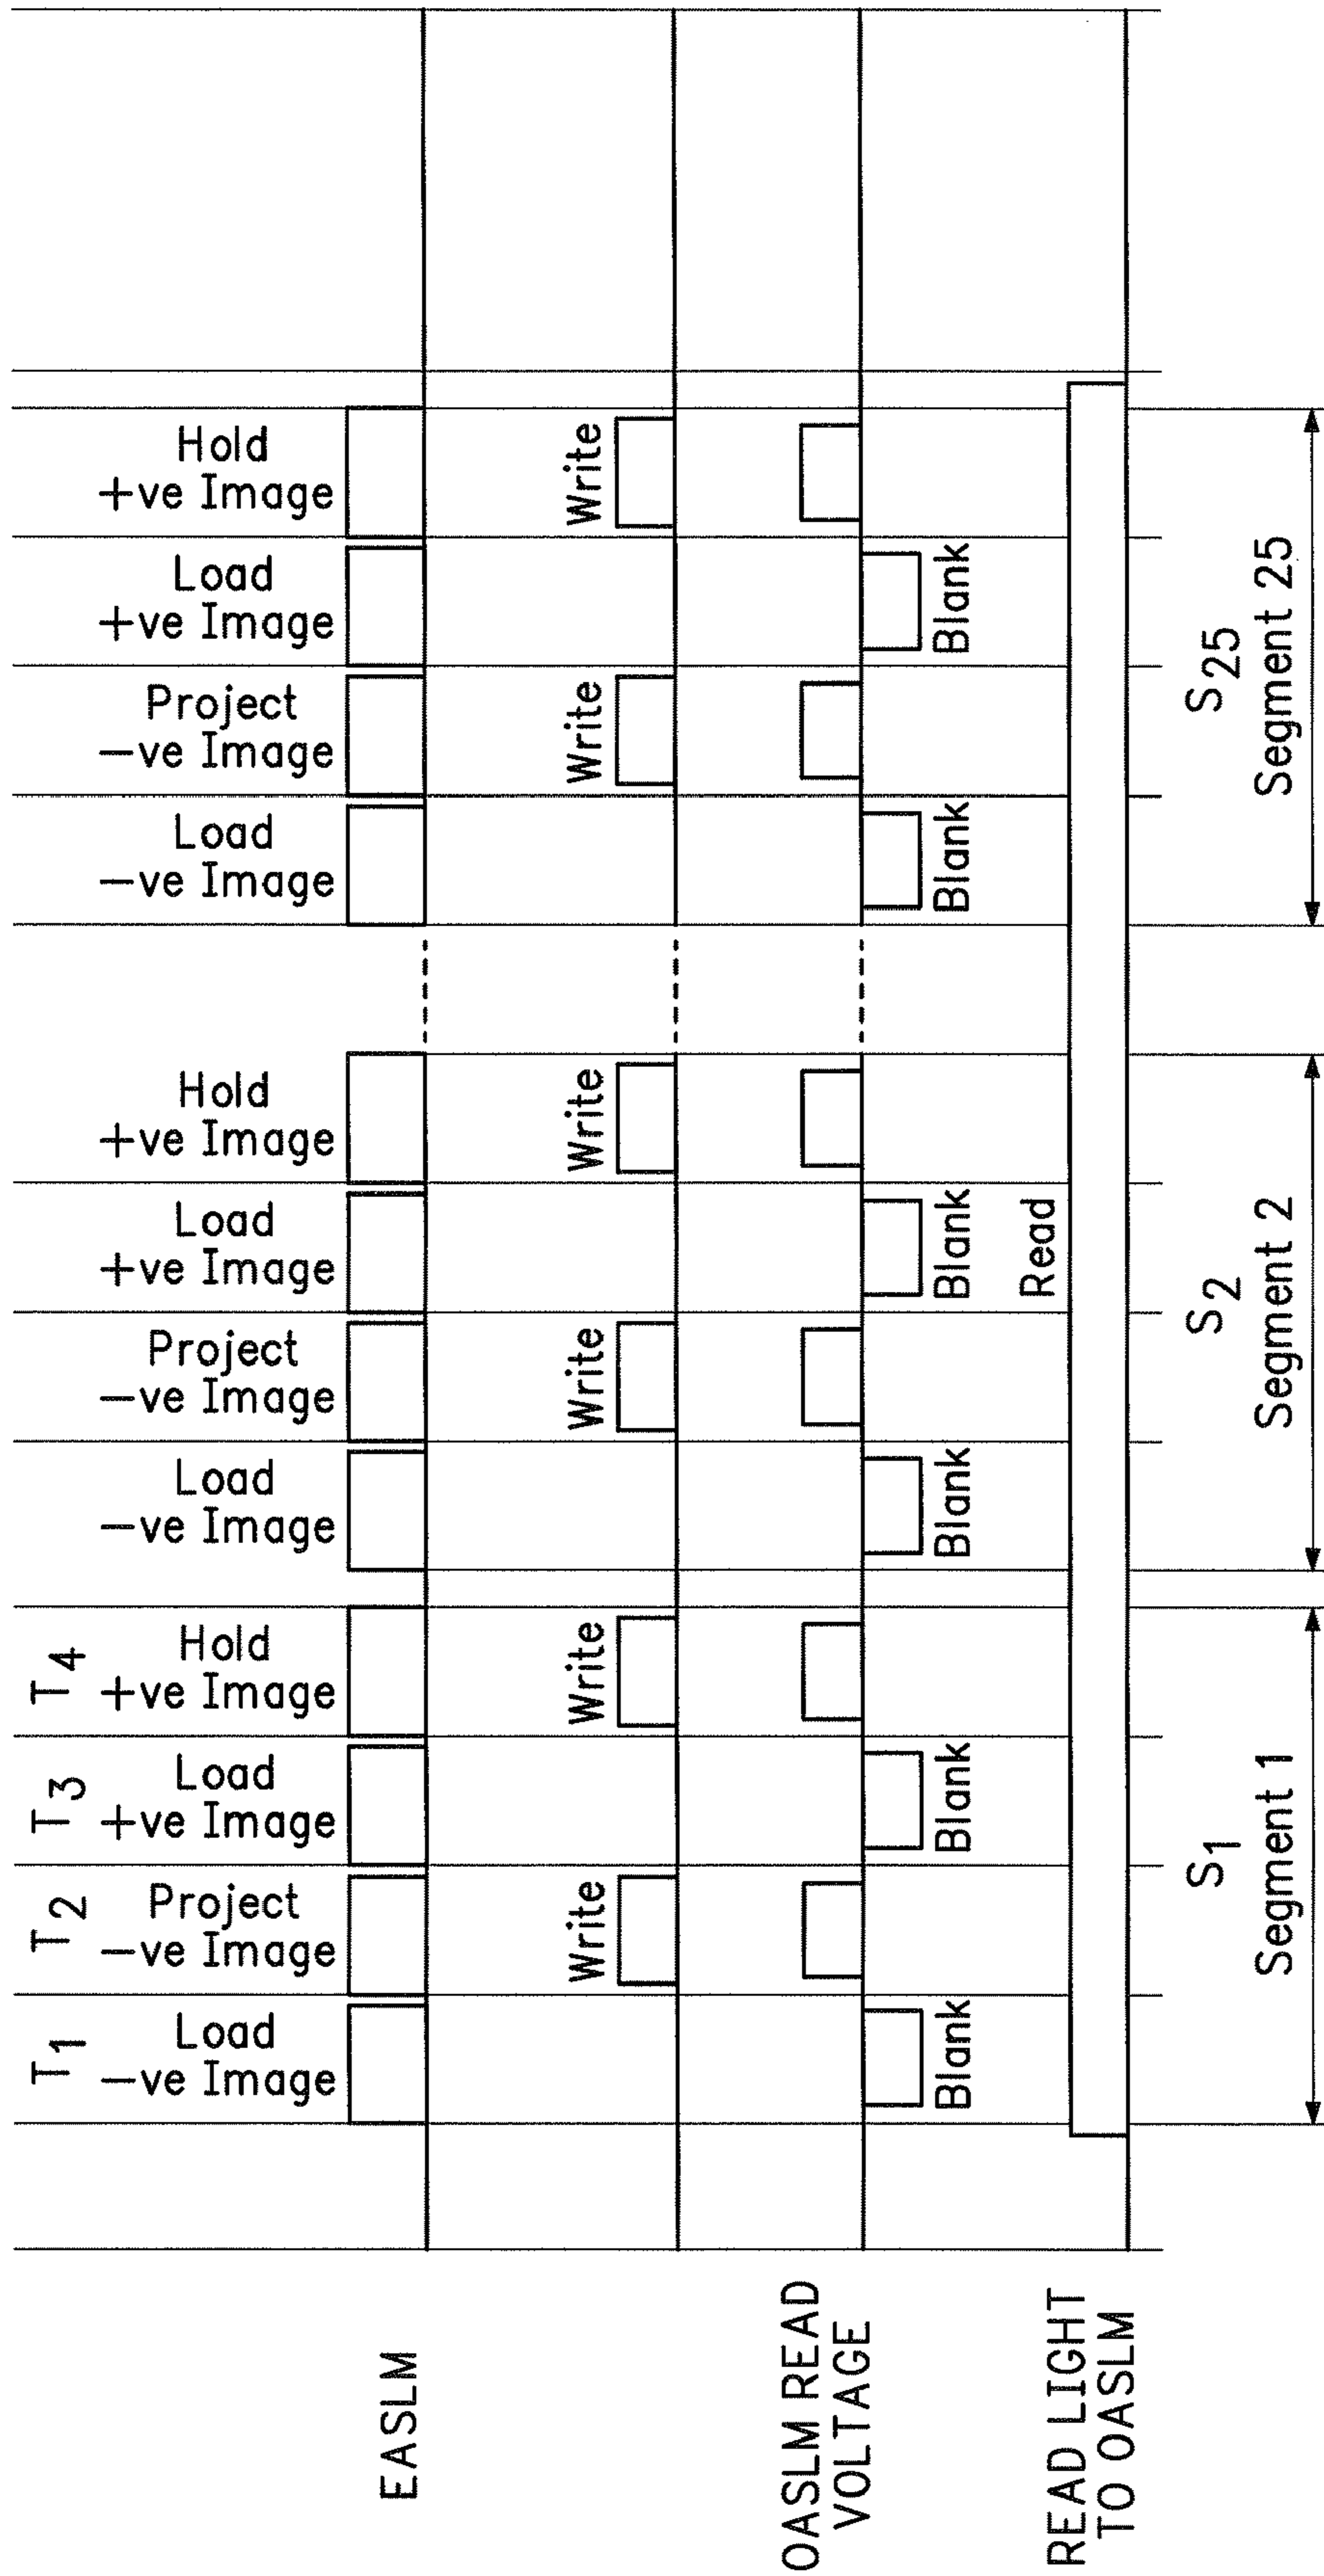 T1 T2 T3 T4
Load
−ve Image
Project
−ve Image
Load
+ve Image
Hold
+ve Image
Load
−ve Image
Project
−ve Image
Load
+ve Image
Hold
+ve Image
Load
−ve Image
Project
−ve Image
Load
+ve Image
Hold
+ve Image
EASLM
Write
Write
Write
Write
Write
Write
OASLM READ
VOLTAGE
Blank
Blank
Blank
Blank
Blank
Blank
READ LIGHT
TO OASLM
Read
S1
Segment 1
S2
Segment 2
S25
Segment 25